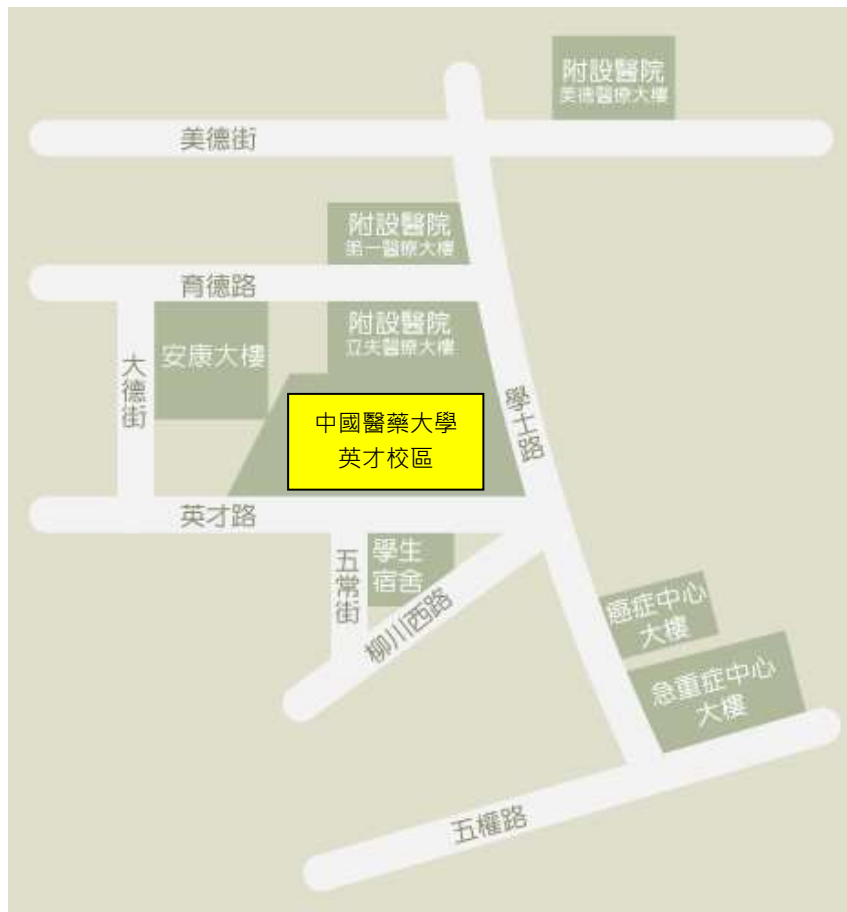 附設醫院
美德醫療大樓
美德街
附設醫院
第一醫療大樓
育德路
附設醫院
立夫醫療大樓
安康大樓
大德街
學士路
中國醫藥大學
英才校區
英才路
五常街
學生
宿舍
柳川西路
癌症中心
大樓
急重症中心
大樓
五權路